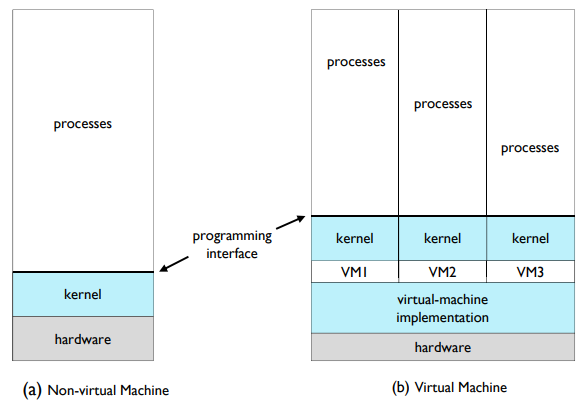 processes
kernel
hardware
(a) Non-virtual Machine
programming
interface
processes
processes
processes
kernel
kernel
kernel
VM1
VM2
VM3
virtual-machine
implementation
hardware
(b) Virtual Machine